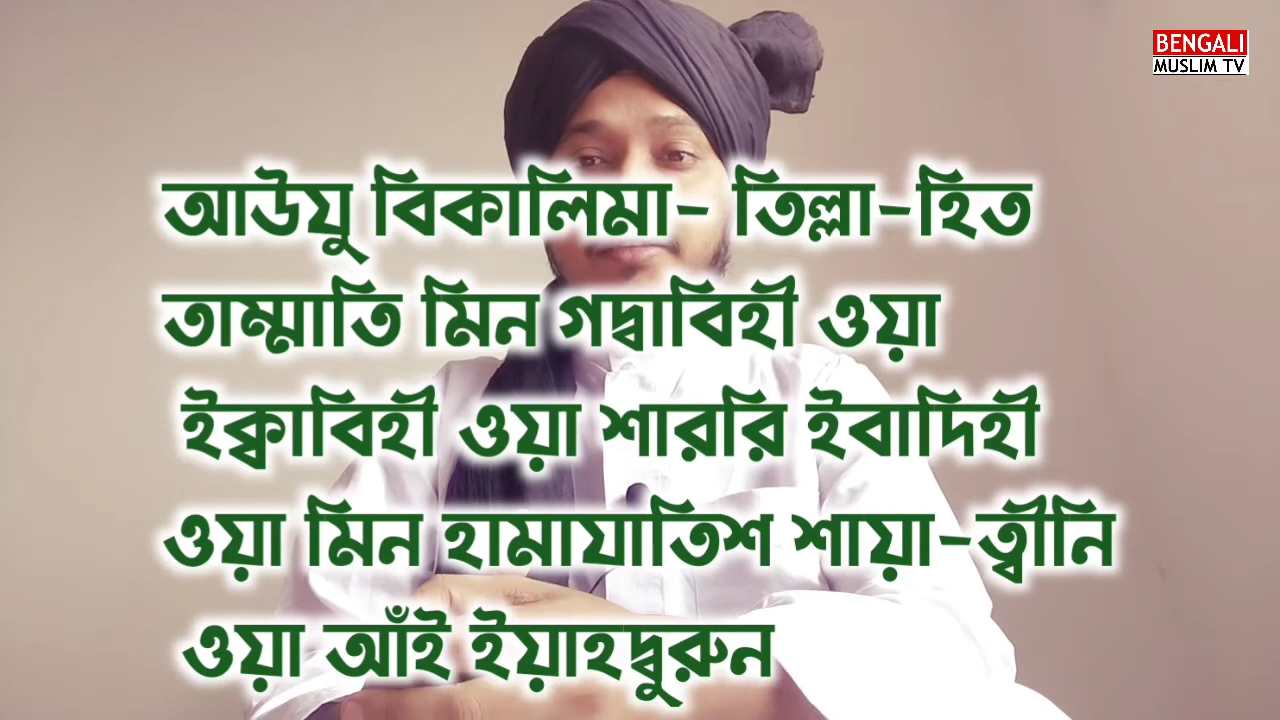 BENGALI
MUSLIM TV
আউযু বিকালিমা- তিল্লা-হিত
তাম্মাতি মিন গদ্বাবিহী ওয়া
ইক্বাবিহী ওয়া শাররি ইবাদিহী
ওয়া মিন হামাযাতিশ শায়া-ত্বীনি
ওয়া আঁই ইয়াহদ্বুরুন